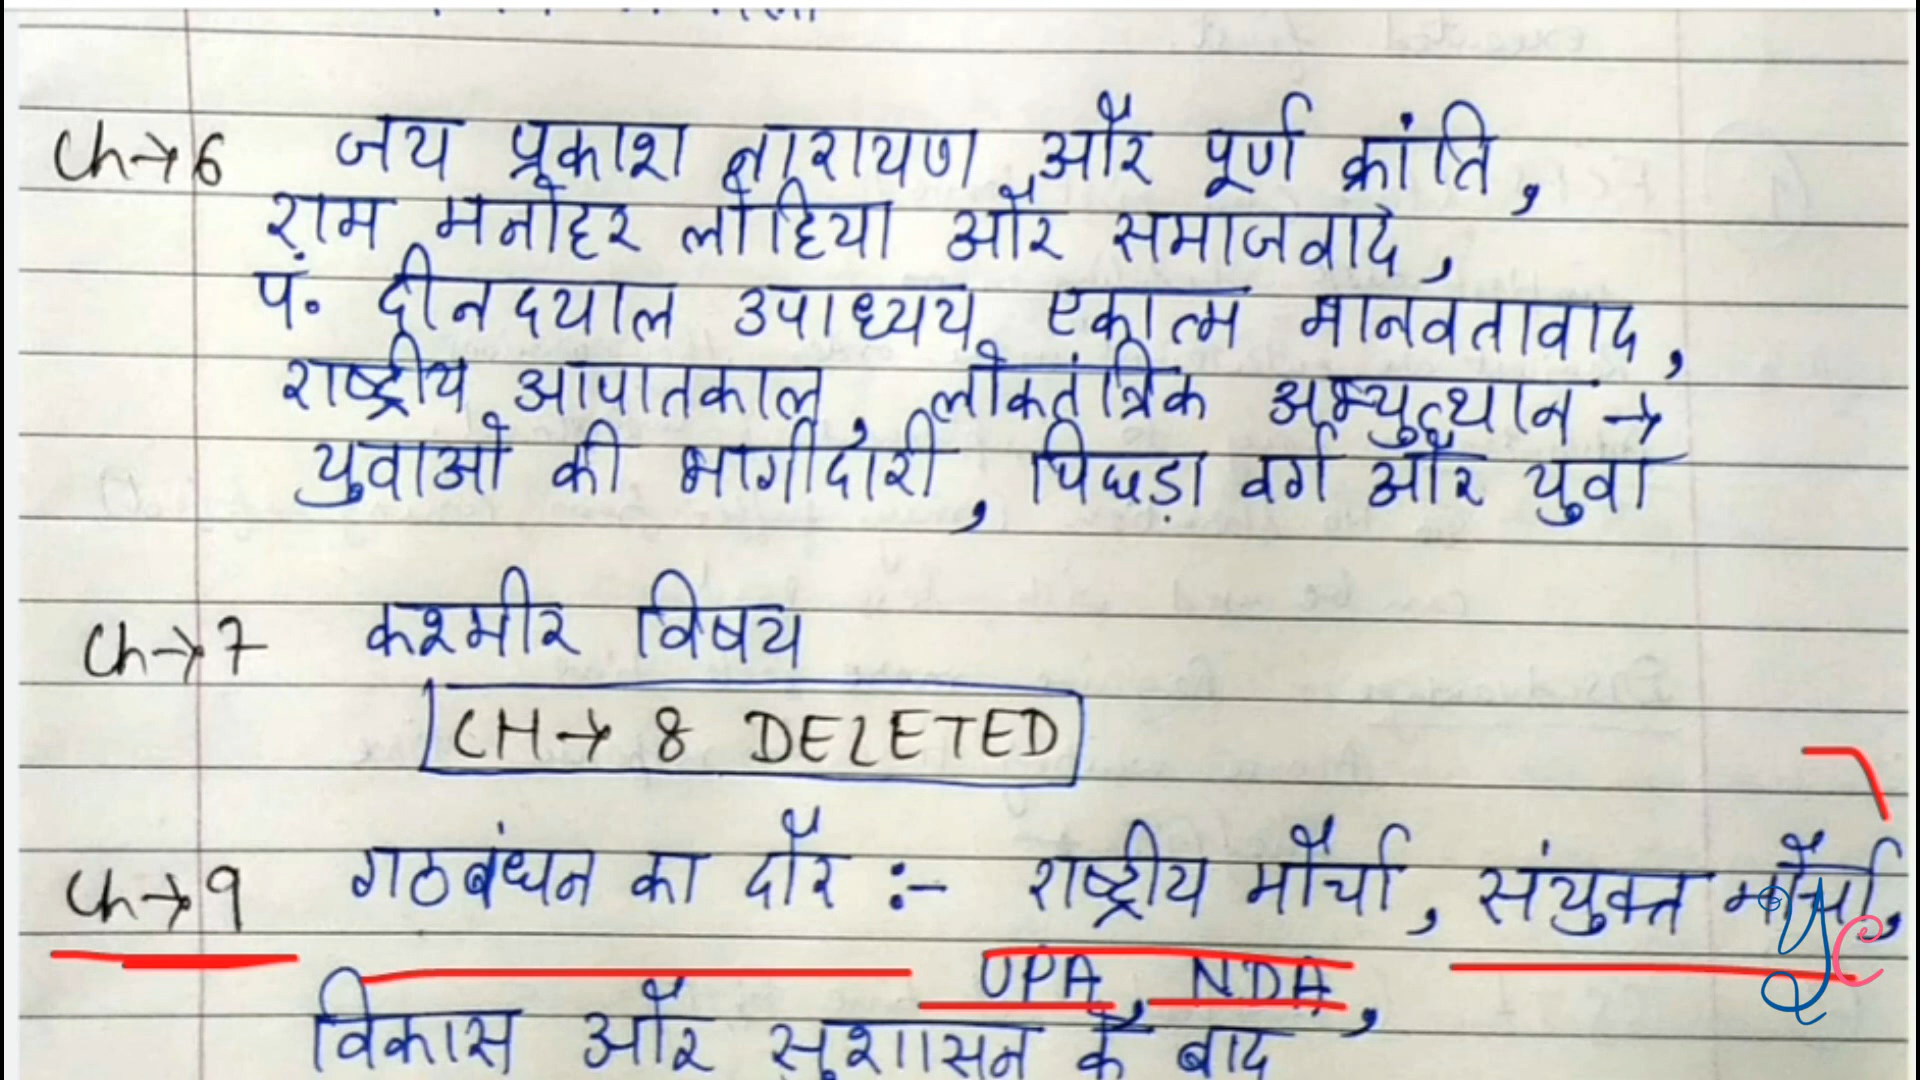 Ch→6 जय प्रकाश नारायण और पूर्ण क्रांति,
राम मनोहर लोहिया और समाजवाद,
पं. दीनदयाल उपाध्यय एकात्म मानवतावाद,
राष्ट्रीय आपातकाल, लोकतंत्रिक अभ्युद्धान →
युवाओ की भागीदारी, पिछड़ा वर्ग और युवा
Ch→7 कश्मीर विषय
CH→ 8 DELETED
Ch→9 गठबंधन का दौर :- राष्ट्रीय मौर्चा, संयुक्त मौर्चा,
UPA, NDA,
विकास और सुशासन के बाद
YC